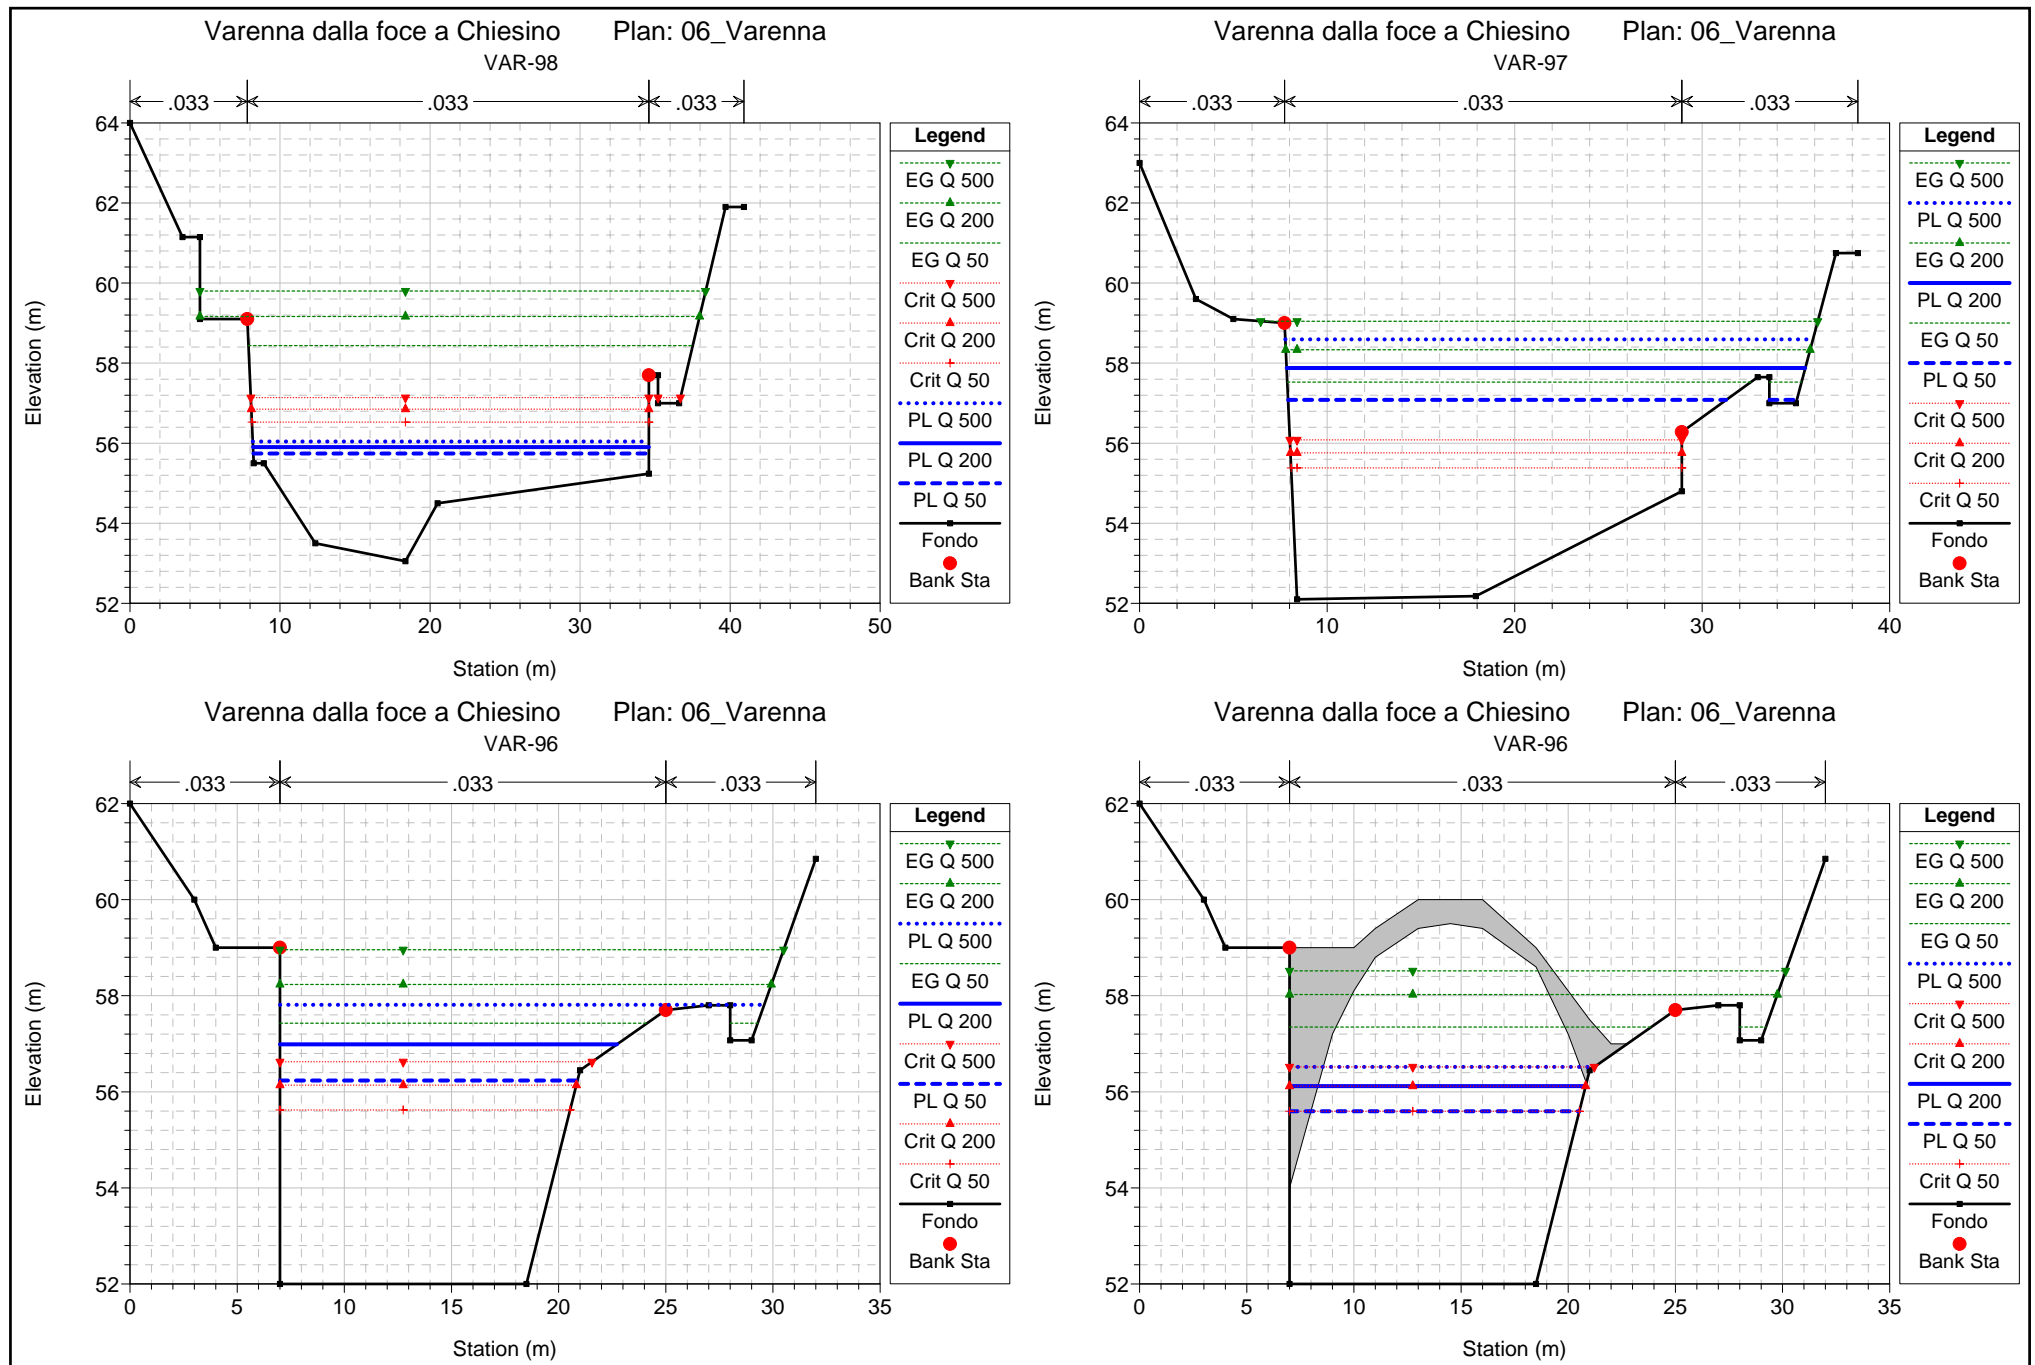 Varenna dalla foce a Chiesino Plan: 06_Varenna
VAR-98
.033 .033 .033
64
62
60
58
56
54
52
0 10 20 30 40 50
Elevation (m)
Station (m)
Legend
EG Q 500
EG Q 200
EG Q 50
Crit Q 500
Crit Q 200
Crit Q 50
PL Q 500
PL Q 200
PL Q 50
Fondo
Bank Sta
Varenna dalla foce a Chiesino Plan: 06_Varenna
VAR-97
.033 .033 .033
64
62
60
58
56
54
52
0 10 20 30 40
Elevation (m)
Station (m)
Legend
EG Q 500
PL Q 500
EG Q 200
PL Q 200
EG Q 50
PL Q 50
Crit Q 500
Crit Q 200
Crit Q 50
Fondo
Bank Sta
Varenna dalla foce a Chiesino Plan: 06_Varenna
VAR-96
.033 .033 .033
62
60
58
56
54
52
0 5 10 15 20 25 30 35
Elevation (m)
Station (m)
Legend
EG Q 500
EG Q 200
PL Q 500
EG Q 50
PL Q 200
Crit Q 500
PL Q 50
Crit Q 200
Crit Q 50
Fondo
Bank Sta
Varenna dalla foce a Chiesino Plan: 06_Varenna
VAR-96
.033 .033 .033
62
60
58
56
54
52
0 5 10 15 20 25 30 35
Elevation (m)
Station (m)
Legend
EG Q 500
EG Q 200
EG Q 50
PL Q 500
Crit Q 500
Crit Q 200
PL Q 200
PL Q 50
Crit Q 50
Fondo
Bank Sta